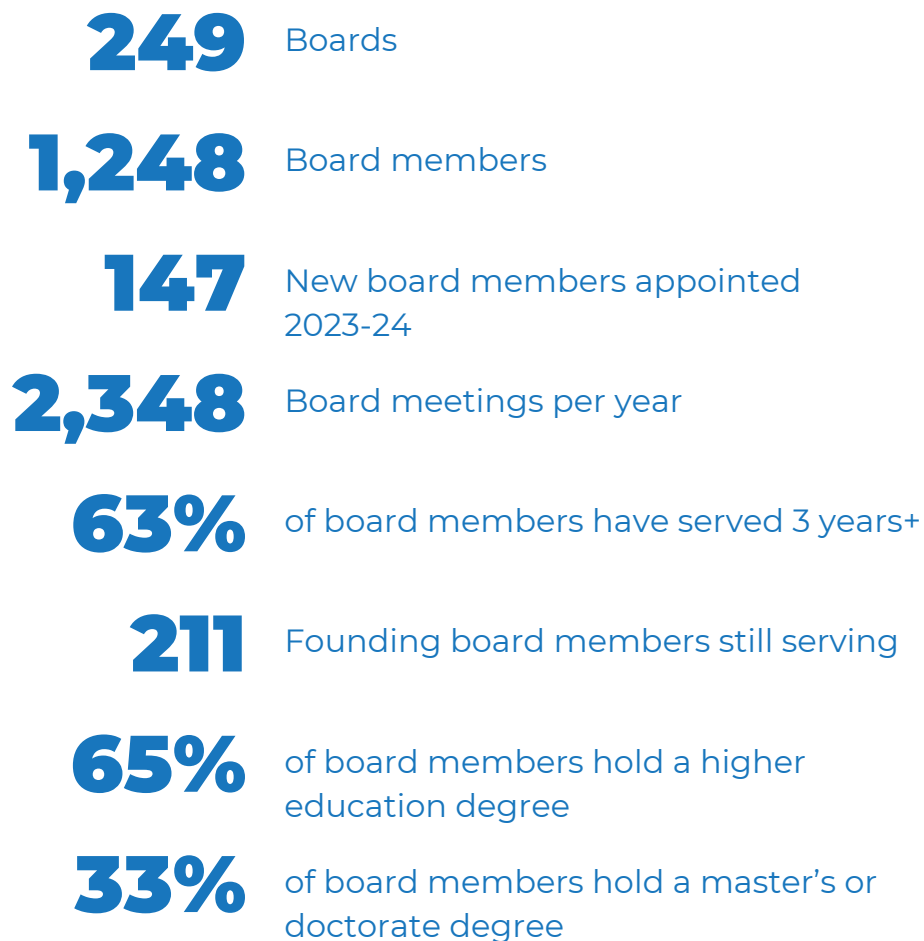 249 Boards
1,248 Board members
147 New board members appointed
2023-24
2,348 Board meetings per year
63% of board members have served 3 years+
211 Founding board members still serving
65% of board members hold a higher
education degree
33% of board members hold a master’s or
doctorate degree